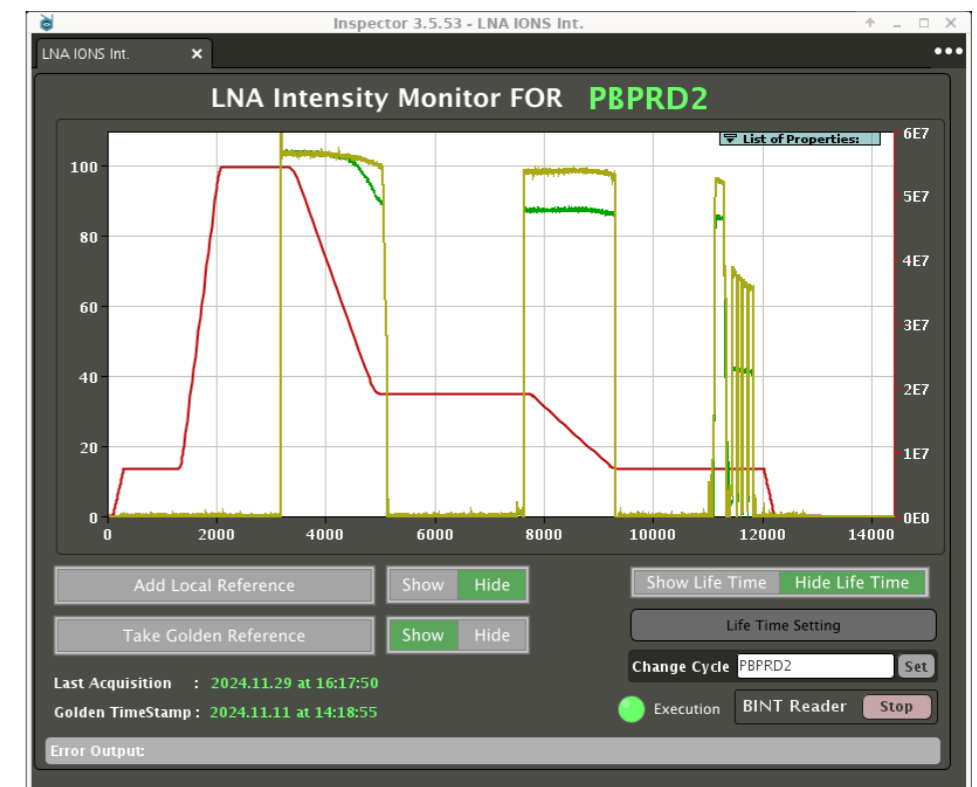 Inspector 3.5.53 - LNA IONS Int.
LNA IONS Int.
LNA Intensity Monitor FOR PBPRD2
List of Properties:
100
80
60
40
20
0
6E7
5E7
4E7
3E7
2E7
1E7
0E0
0 2000 4000 6000 8000 10000 12000 14000
Add Local Reference Show Hide Show Life Time Hide Life Time
Take Golden Reference Show Hide Life Time Setting
Change Cycle PBPRD2 Set
Last Acquisition : 2024.11.29 at 16:17:50
Golden TimeStamp : 2024.11.11 at 14:18:55
Execution BINT Reader Stop
Error Output: